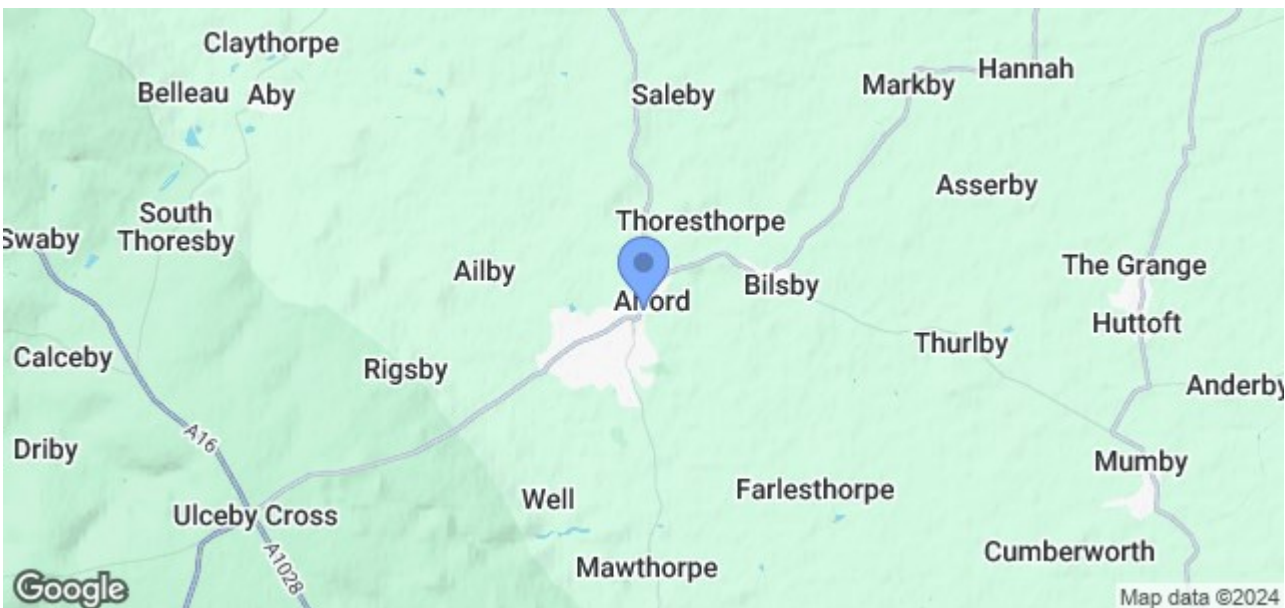 Claythorpe
Belleau Aby
Saleby
Markby
Hannah
Asserby
South
Thoresby
Swaby
Thoresthorpe
Ailby
Alford
Bilsby
The Grange
Huttoft
Calceby
Rigsby
Thurlby
Anderby
A16
Driby
Well
Farlesthorpe
Mumby
Ulceby Cross
A1028
Mawthorpe
Cumberworth
Google
Map data ©2024